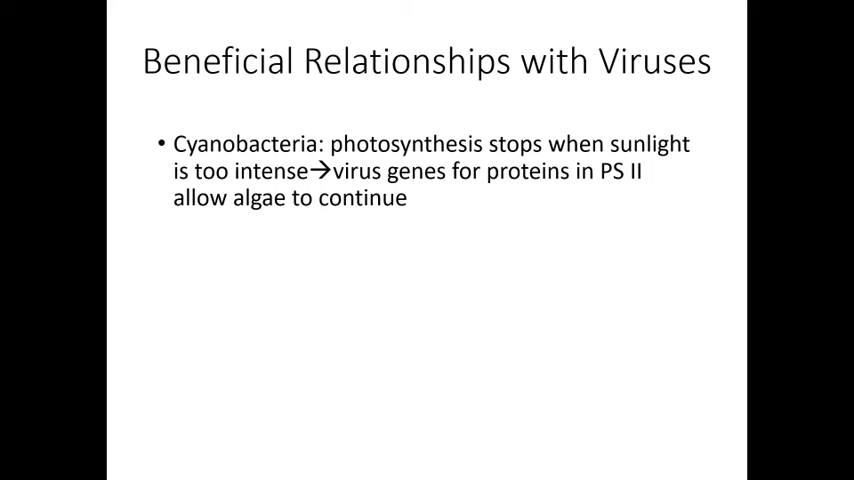 Beneficial Relationships with Viruses
• Cyanobacteria: photosynthesis stops when sunlight
is too intense→virus genes for proteins in PS II
allow algae to continue